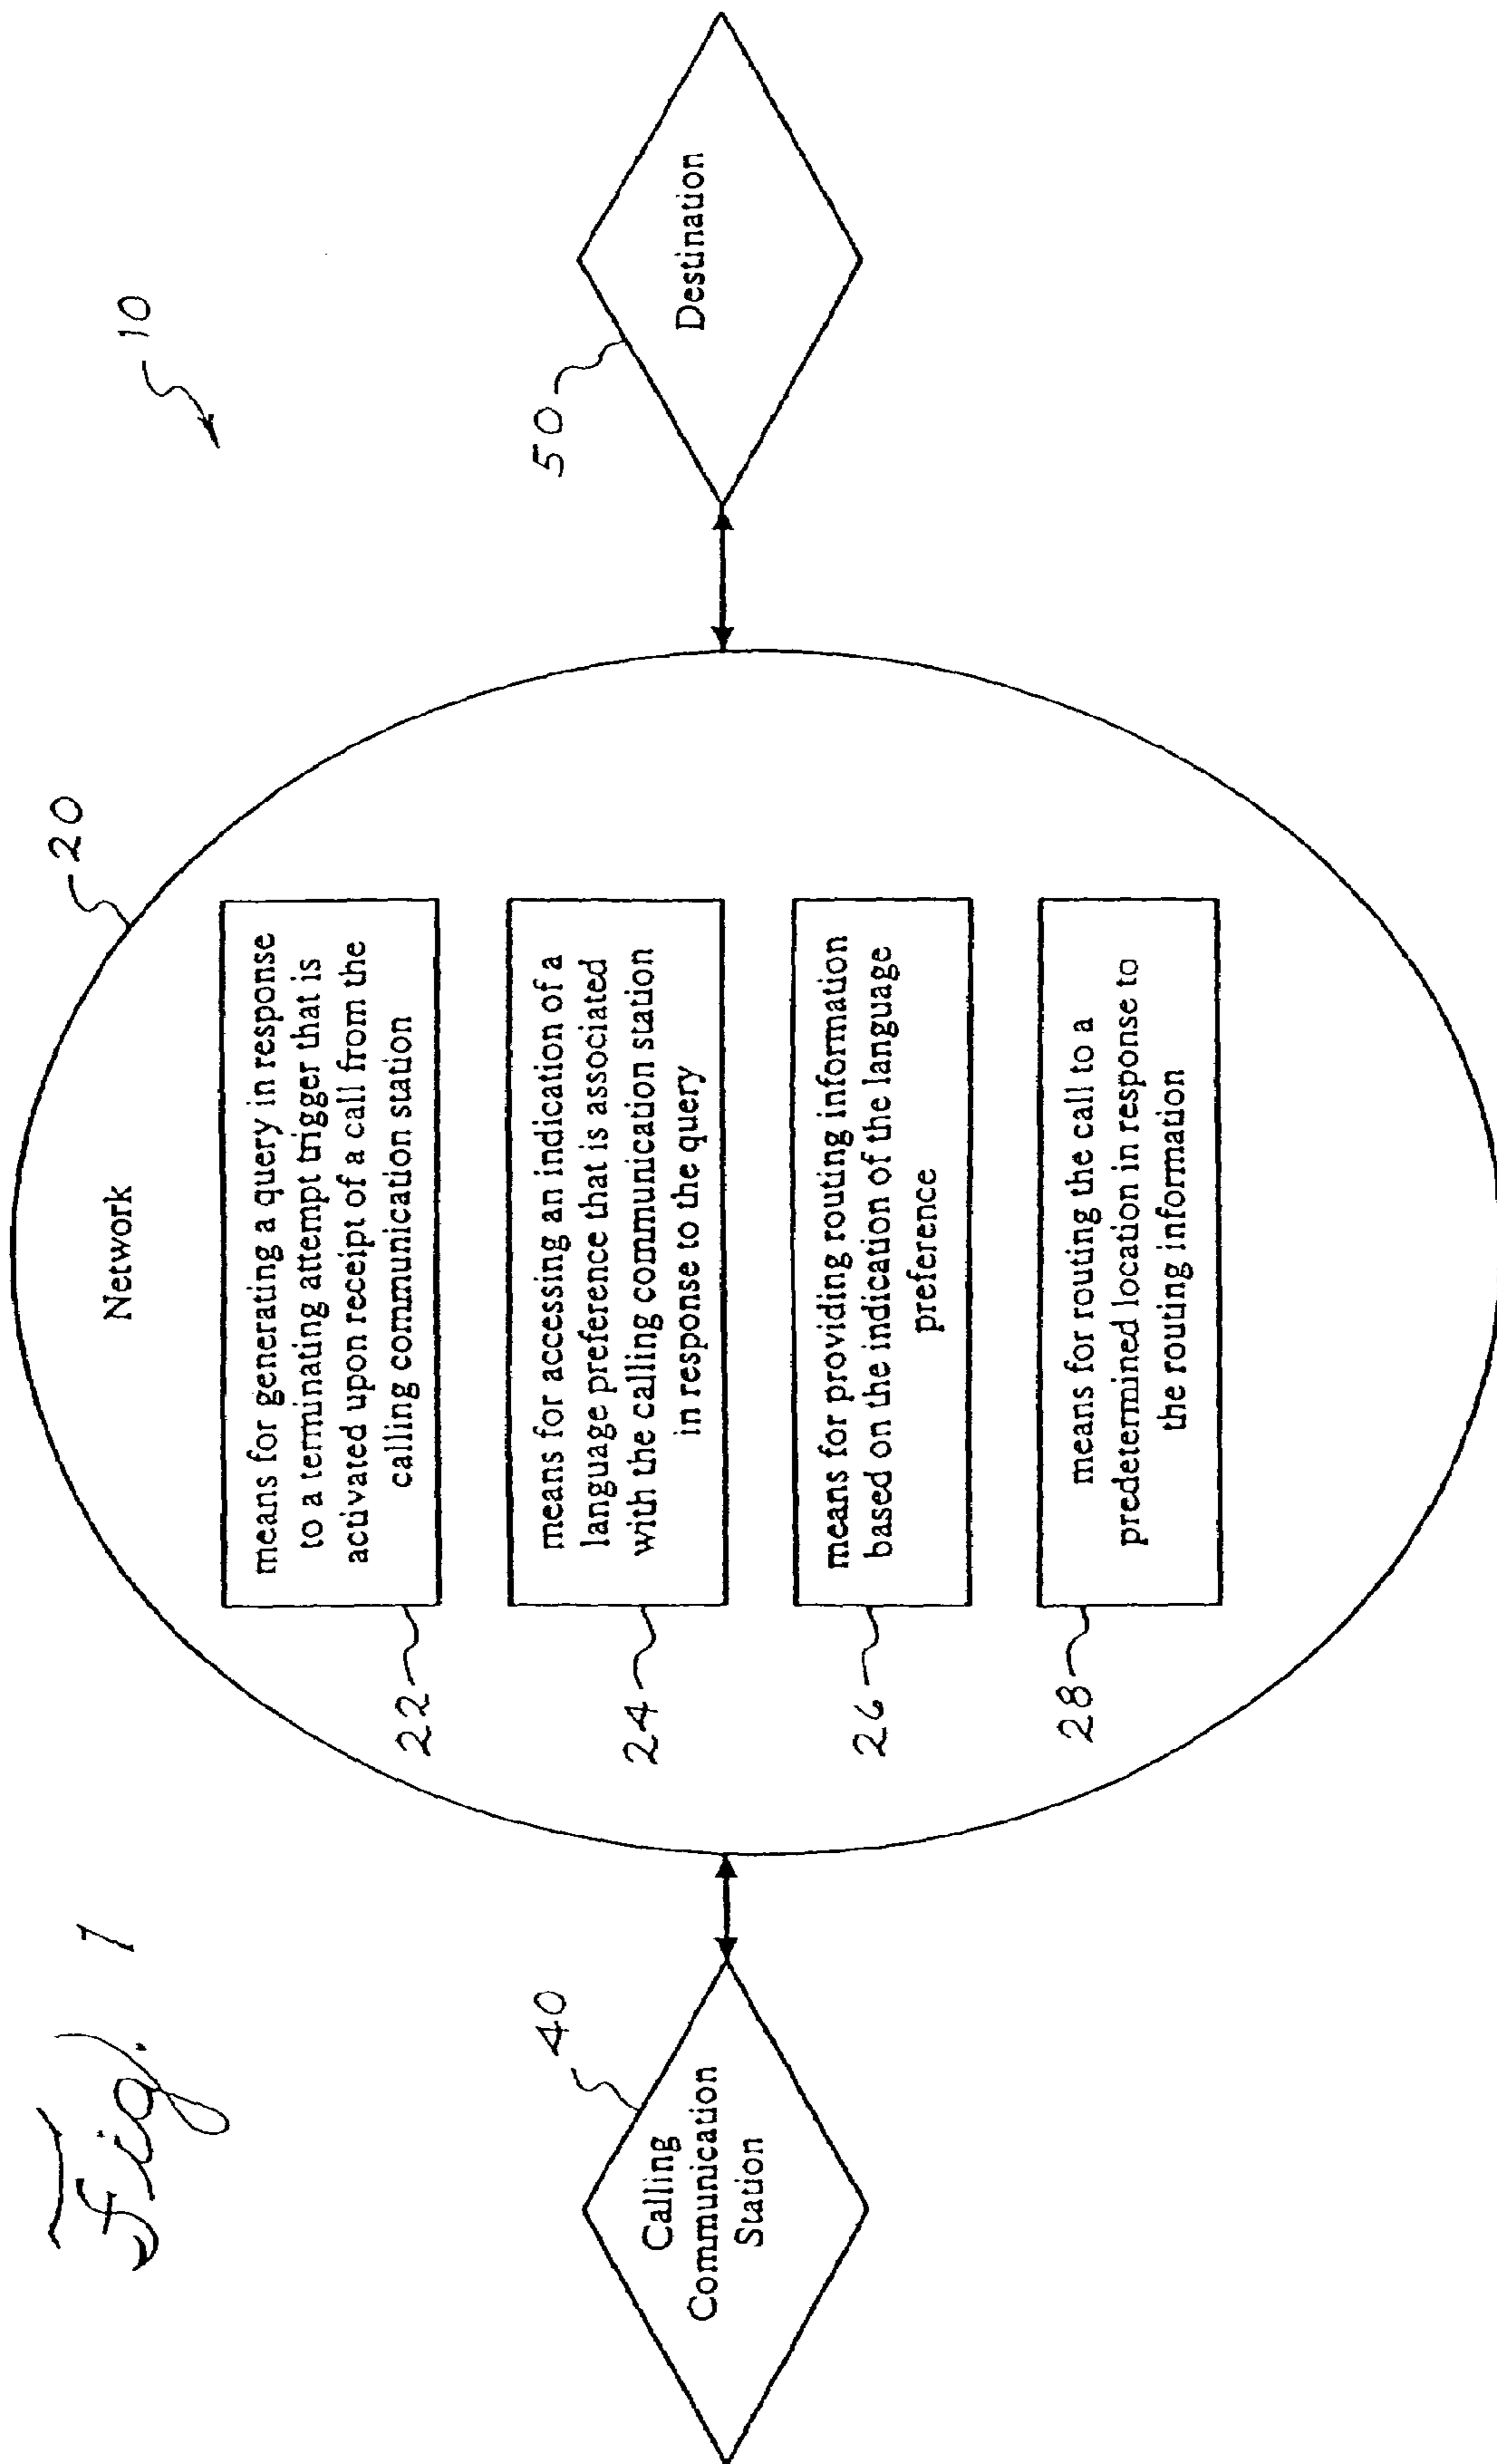 Fig. 1
10
20
Network
means for generating a query in response
to a terminating attempt trigger that is
activated upon receipt of a call from the
calling communication station
22
means for accessing an indication of a
language preference that is associated
with the calling communication station
in response to the query
24
means for providing routing information
based on the indication of the language
preference
26
means for routing the call to a
predetermined location in response to
the routing information
28
40
Calling
Communication
Station
50
Destination